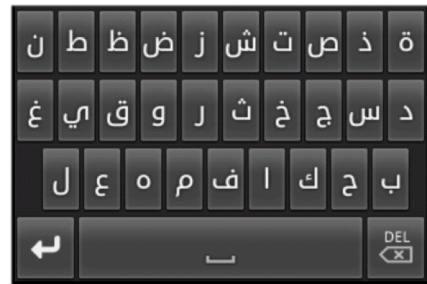 ة ذ ص ت ش ز ض ظ ط ن
د س ج خ ث ر و ق ي غ
ب ح ك ا ف م ه ع ل
DEL